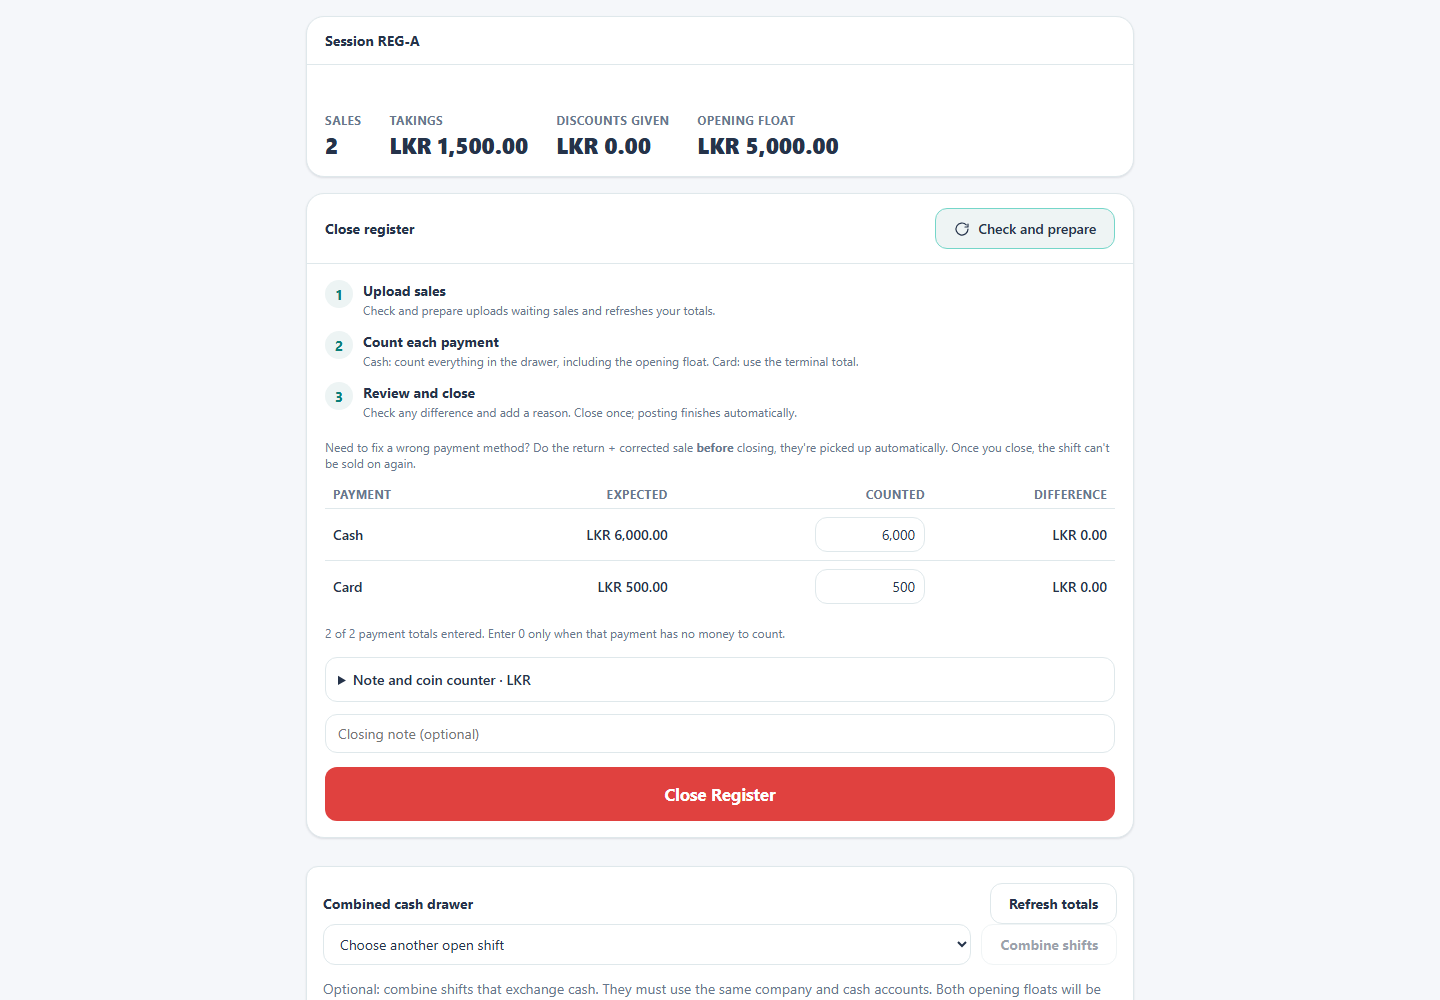 Session REG-A
SALES TAKINGS DISCOUNTS GIVEN OPENING FLOAT
2 LKR 1,500.00 LKR 0.00 LKR 5,000.00
Close register
Check and prepare
1 Upload sales
Check and prepare uploads waiting sales and refreshes your totals.
2 Count each payment
Cash: count everything in the drawer, including the opening float. Card: use the terminal total.
3 Review and close
Check any difference and add a reason. Close once; posting finishes automatically.
Need to fix a wrong payment method? Do the return + corrected sale before closing, they're picked up automatically. Once you close, the shift can't
be sold on again.
PAYMENT EXPECTED COUNTED DIFFERENCE
Cash LKR 6,000.00 6,000 LKR 0.00
Card LKR 500.00 500 LKR 0.00
2 of 2 payment totals entered. Enter 0 only when that payment has no money to count.
Note and coin counter · LKR
Closing note (optional)
Close Register
Combined cash drawer
Refresh totals
Choose another open shift
Combine shifts
Optional: combine shifts that exchange cash. They must use the same company and cash accounts. Both opening floats will be